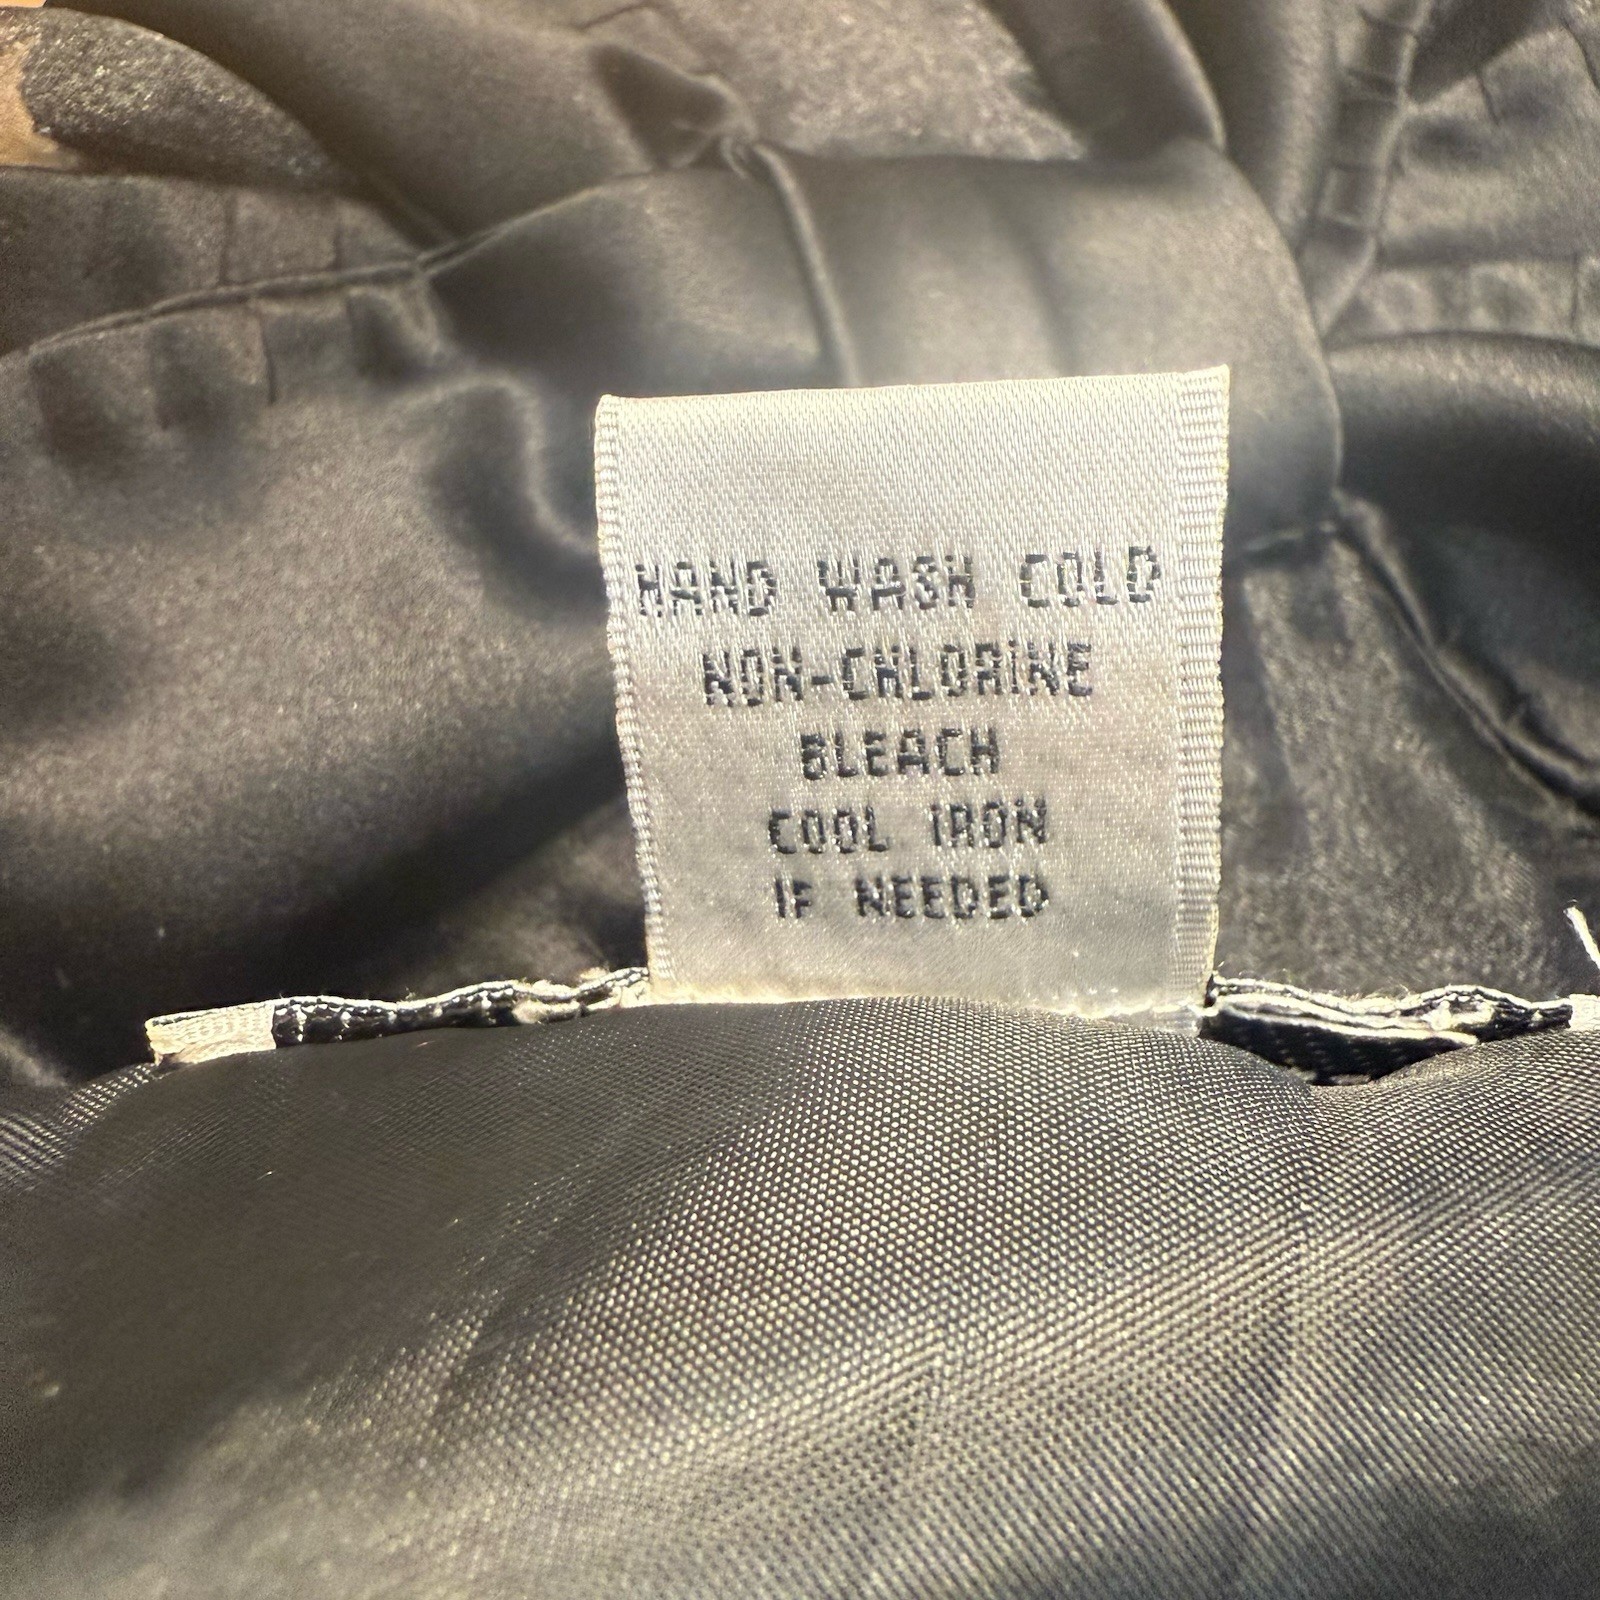 HAND WASH COLD
NON-CHLORINE
BLEACH
COOL IRON
IF NEEDED